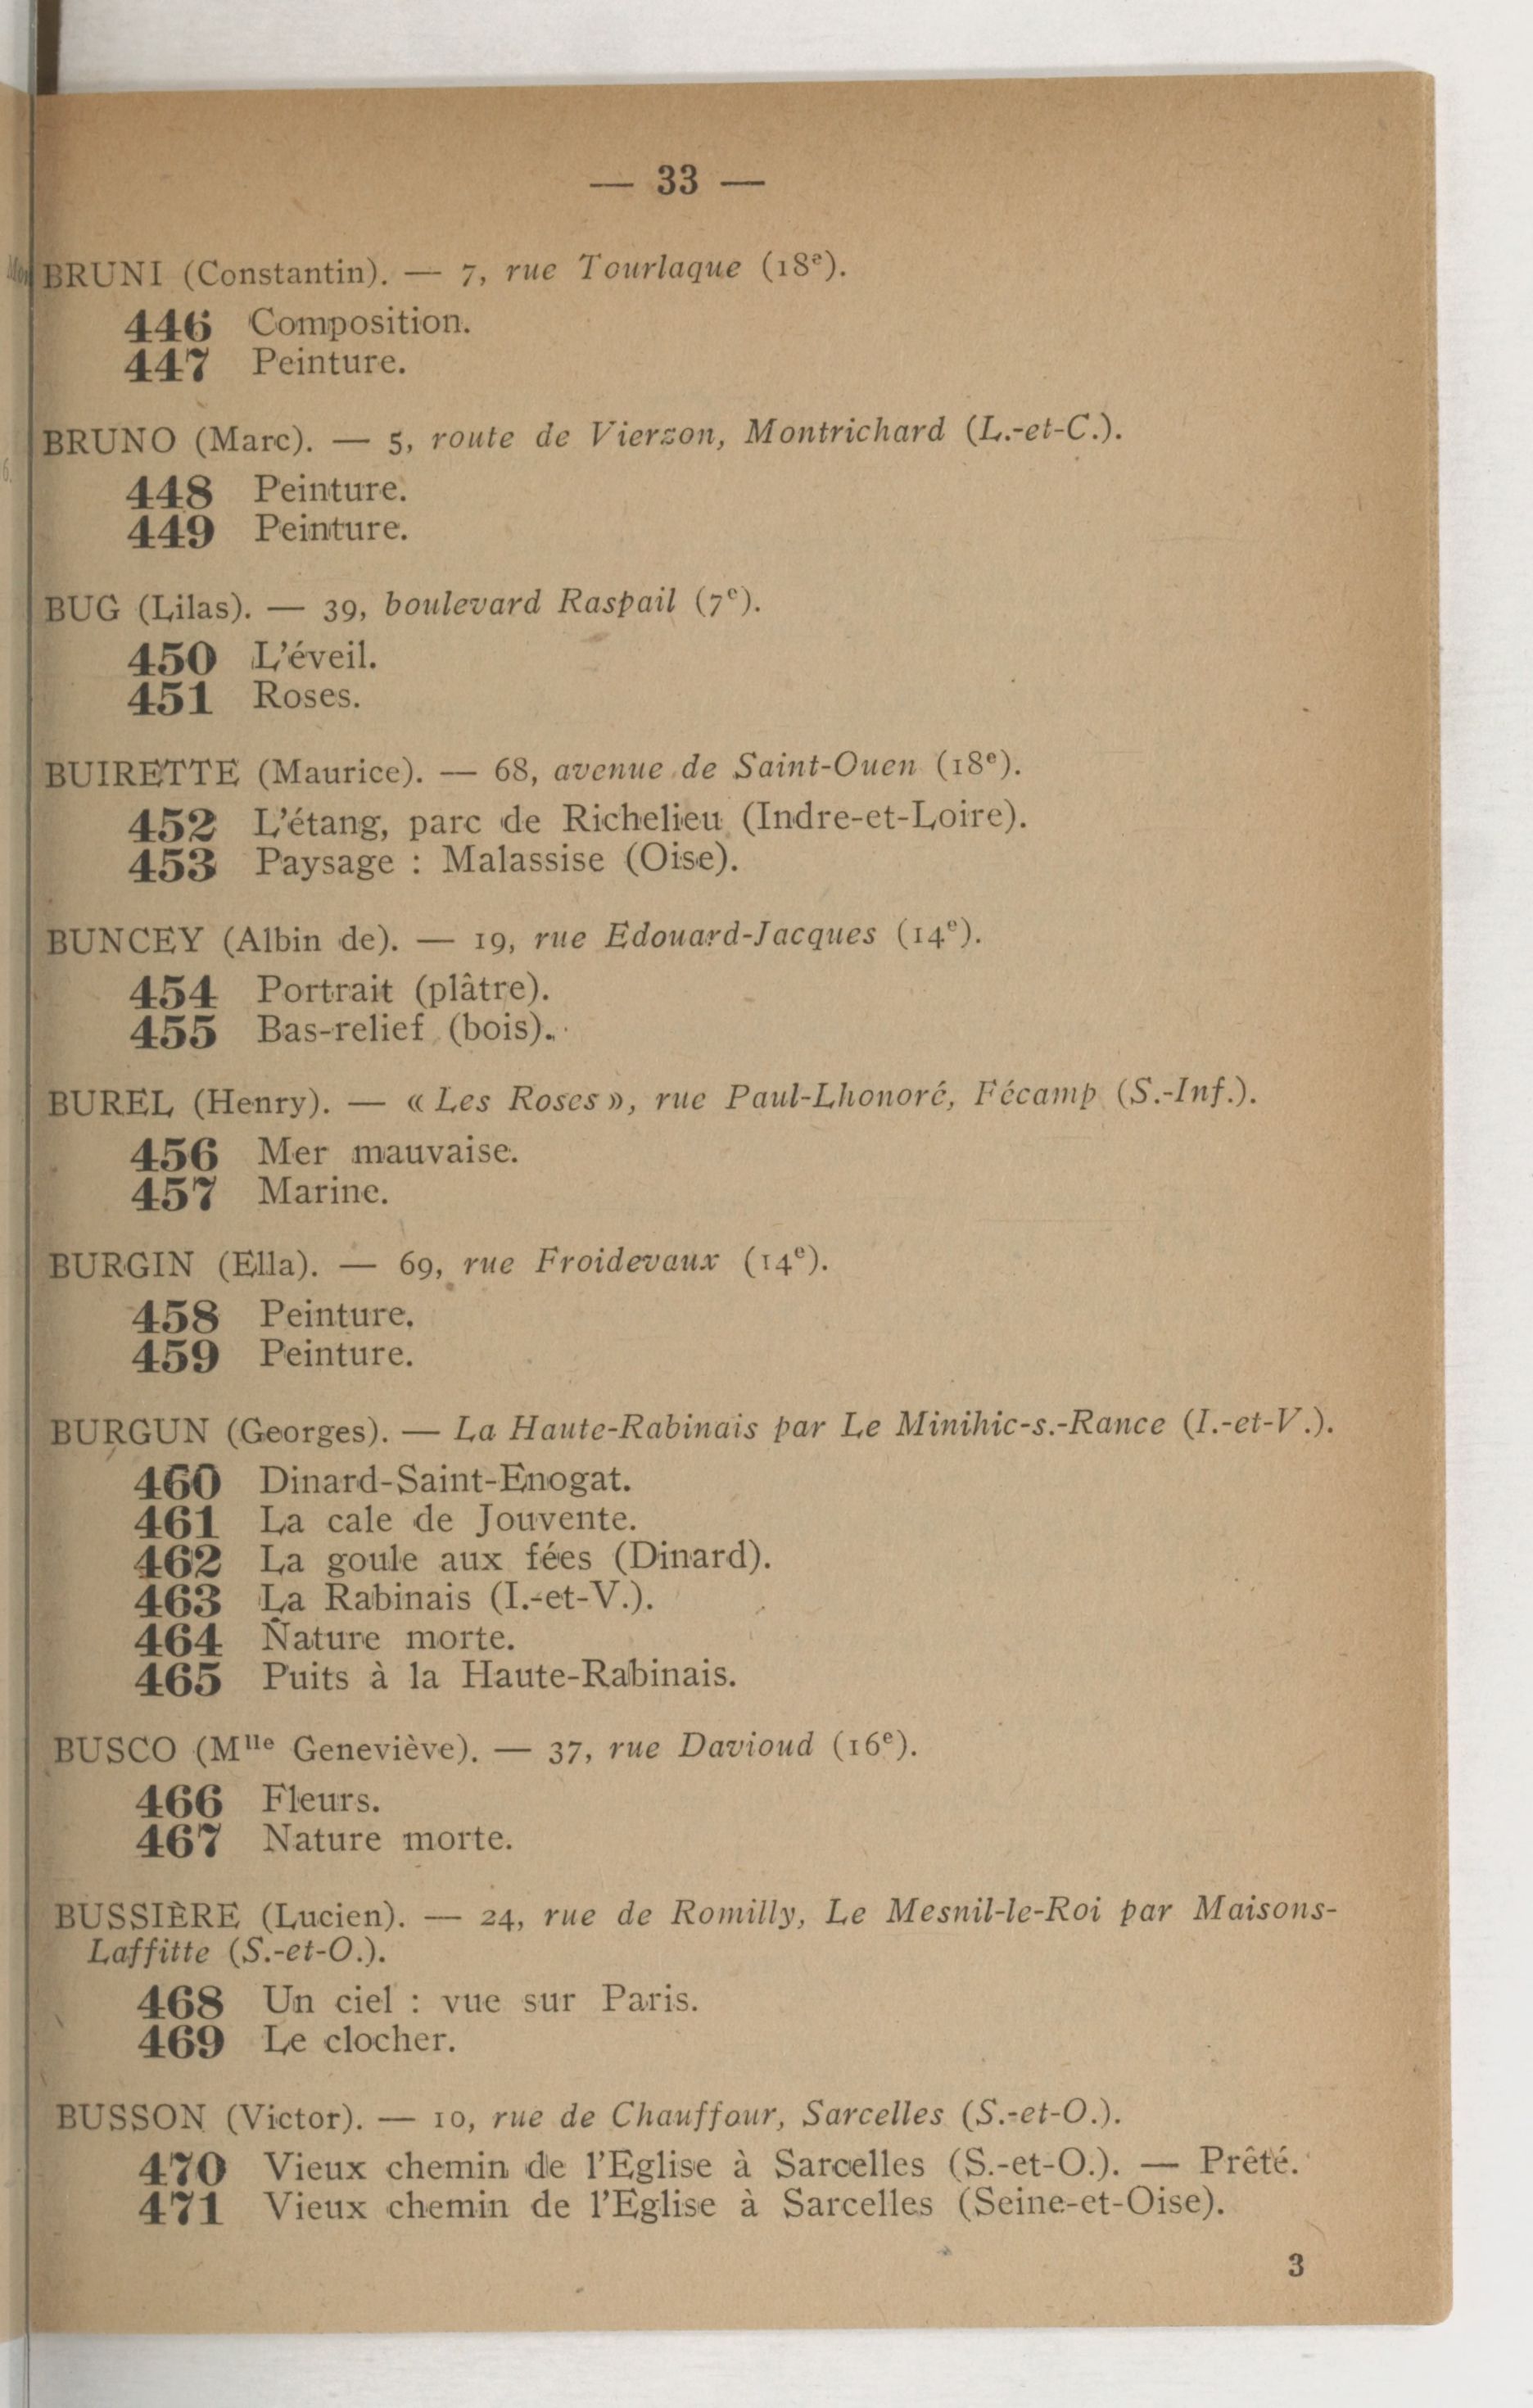 — 33 —
BRUNI (Constantin). — 7, rue Tourlaque (18e).
446 Composition.
447 Peinture.
BRUNO (Marc). — 5, route de Vierzon, Montrichard (L.-et-C.).
448 Peinture.
449 Peinture.
BUG (Lilas). — 39, boulevard Raspail (7e).
450 L'éveil.
451 Roses.
BUIRETTE (Maurice). — 68, avenue de Saint-Ouen (18e).
452 L'étang, parc de Richelieu (Indre-et-Loire).
453 Paysage : Malassise (Oise).
BUNCEY (Albin de). — 19, rue Edouard-Jacques (14e).
454 Portrait (plâtre).
455 Bas-relief (bois).
BUREL (Henry). — « Les Roses », rue Paul-Lhonoré, Fécamp (S.-Inf.).
456 Mer mauvaise.
457 Marine.
BURGIN (Ella). — 69, rue Froidevaux (14e).
458 Peinture.
459 Peinture.
BURGUN (Georges). — La Haute-Rabinais par Le Minihic-s.-Rance (I.-et-V.).
460 Dinard-Saint-Enogat.
461 La cale de Jouvente.
462 La goule aux fées (Dinard).
463 La Rabinais (I.-et-V.).
464 Nature morte.
465 Puits à la Haute-Rabinais.
BUSCO (Mlle Geneviève). — 37, rue Davioud (16e).
466 Fleurs.
467 Nature morte.
BUSSIÈRE (Lucien). — 24, rue de Romilly, Le Mesnil-le-Roi par Maisons-
Laffitte (S.-et-O.).
468 Un ciel : vue sur Paris.
469 Le clocher.
BUSSON (Victor). — 10, rue de Chauffour, Sarcelles (S.-et-O.).
470 Vieux chemin de l'Eglise à Sarcelles (S.-et-O.). — Prêté.
471 Vieux chemin de l'Eglise à Sarcelles (Seine-et-Oise).
3